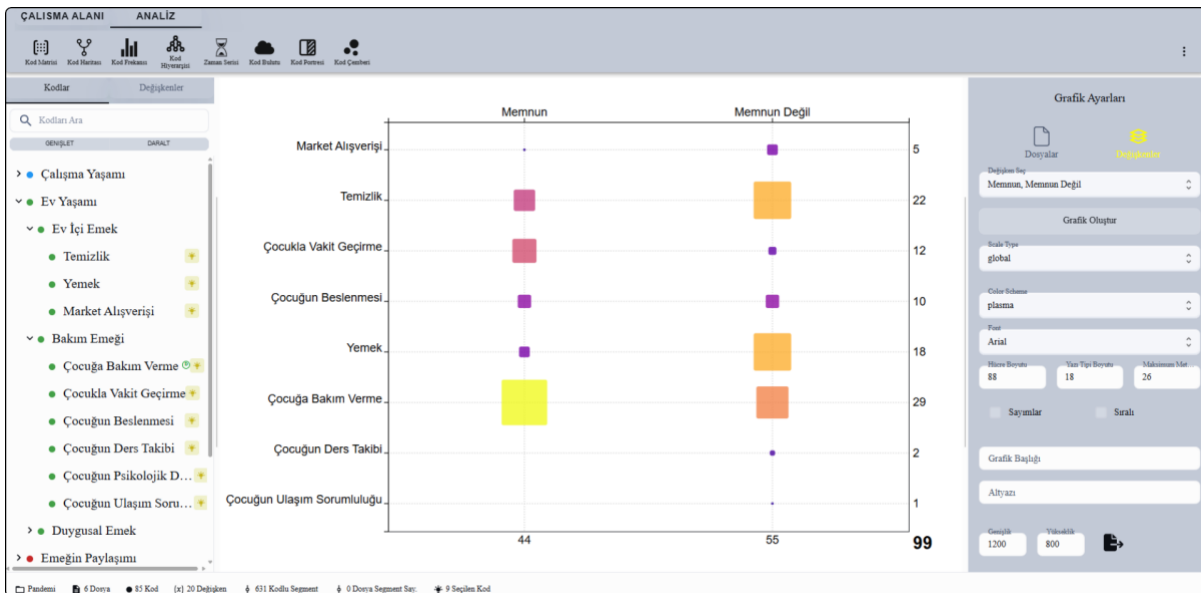 ÇALISMA ALANI ANALİZ
Kod Matrisi Kod Haritası Kod Frekansı Kod Hiyerarşisi Zaman Serisi Kod Bulutu Kod Portresi Kod Çemberi
Kodlar Değişkenler
Kodları Ara
GENİŞLET DARALT
Çalışma Yaşamı
Ev Yaşamı
Ev İçi Emek
Temizlik
Yemek
Market Alışverişi
Bakım Emeği
Çocuğa Bakım Verme
Çocukla Vakit Geçirme
Çocuğun Beslenmesi
Çocuğun Ders Takibi
Çocuğun Psikolojik D...
Çocuğun Ulaşım Soru...
Duygusal Emek
Emeğin Paylaşımı
Memnun Memnun Değil
Market Alışverişi 5
Temizlik 22
Çocukla Vakit Geçirme 12
Çocuğun Beslenmesi 10
Yemek 18
Çocuğa Bakım Verme 29
Çocuğun Ders Takibi 2
Çocuğun Ulaşım Sorumluluğu 1
44 55 99
Grafik Ayarları
Dosyalar Değişkenler
Değişken Seç
Memnun, Memnun Değil
Grafik Oluştur
Scale Type
global
Color Scheme
plasma
Font
Arial
Hücre Boyutu Yazı Tipi Boyutu Maksimum Met...
88 18 26
Sayımlar Sıralı
Grafik Başlığı
Altyazı
Genişlik Yükseklik
1200 800
Pandemi 6 Dosya 85 Kod {x} 20 Değişken 631 Kodlu Segment 0 Dosya Segment Say. 9 Seçilen Kod